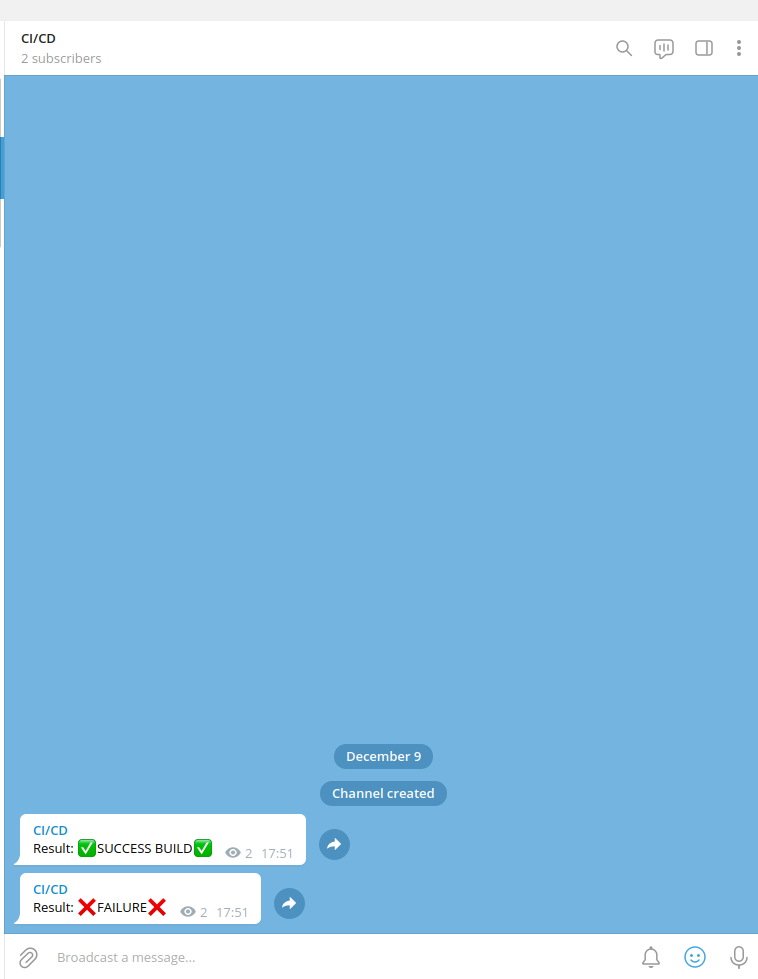 CI/CD
2 subscribers
December 9
Channel created
CI/CD
Result: ✅SUCCESS BUILD✅ 2 17:51
CI/CD
Result: ❌FAILURE❌ 2 17:51
Broadcast a message...